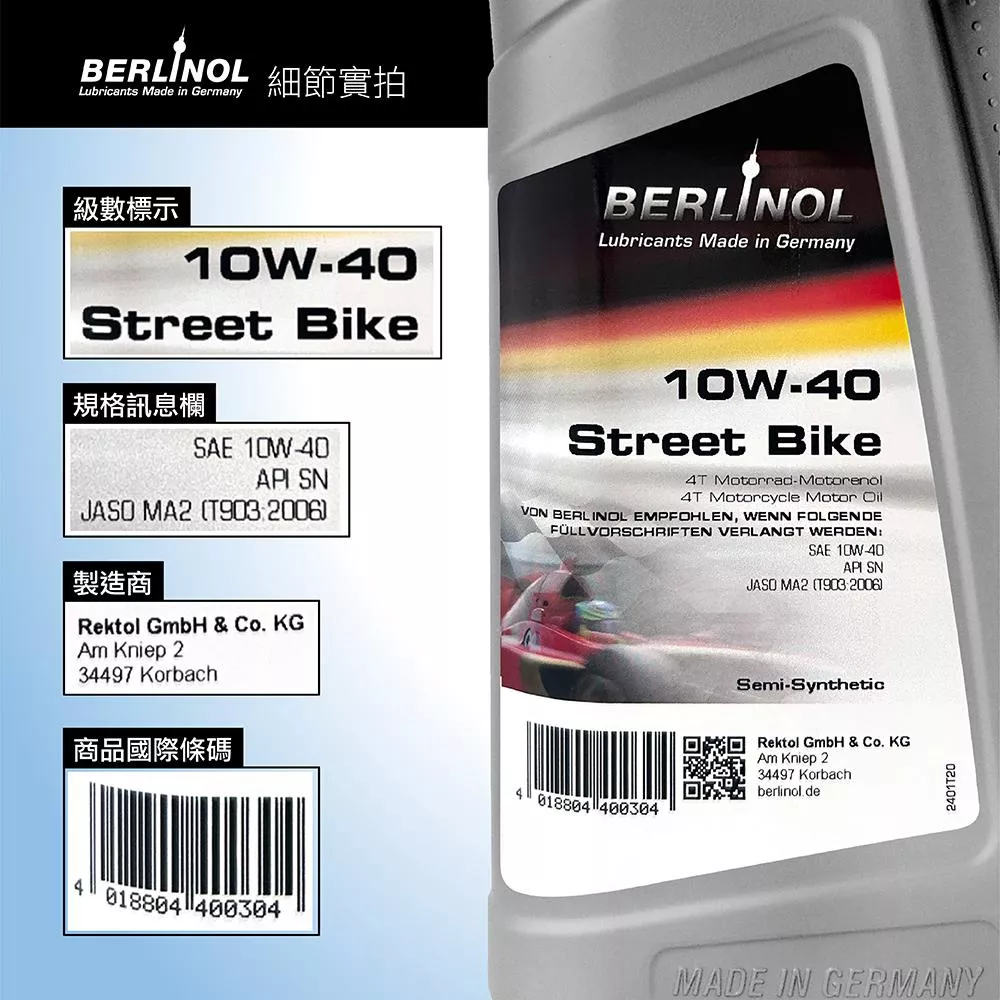 BERLINOL
Lubricants Made in Germany
細節實拍
級數標示
10W-40
Street Bike
規格訊息欄
SAE 10W-40
API SN
JASO MA2 (T903:2006)
製造商
Rektol GmbH & Co. KG
Am Kniep 2
34497 Korbach
商品國際條碼
4 018804 400304
BERLINOL
Lubricants Made in Germany
10W-40
Street Bike
4T Motorrad-Motorenöl
4T Motorcycle Motor Oil
VON BERLINOL EMPFOHLEN, WENN FOLGENDE
FÜLLVORSCHRIFTEN VERLANGT WERDEN:
SAE 10W-40
API SN
JASO MA2 (T903:2006)
Semi-Synthetic
4 018804 400304
Rektol GmbH & Co. KG
Am Kniep 2
34497 Korbach
berlinol.de
2401T20
MADE IN GERMANY